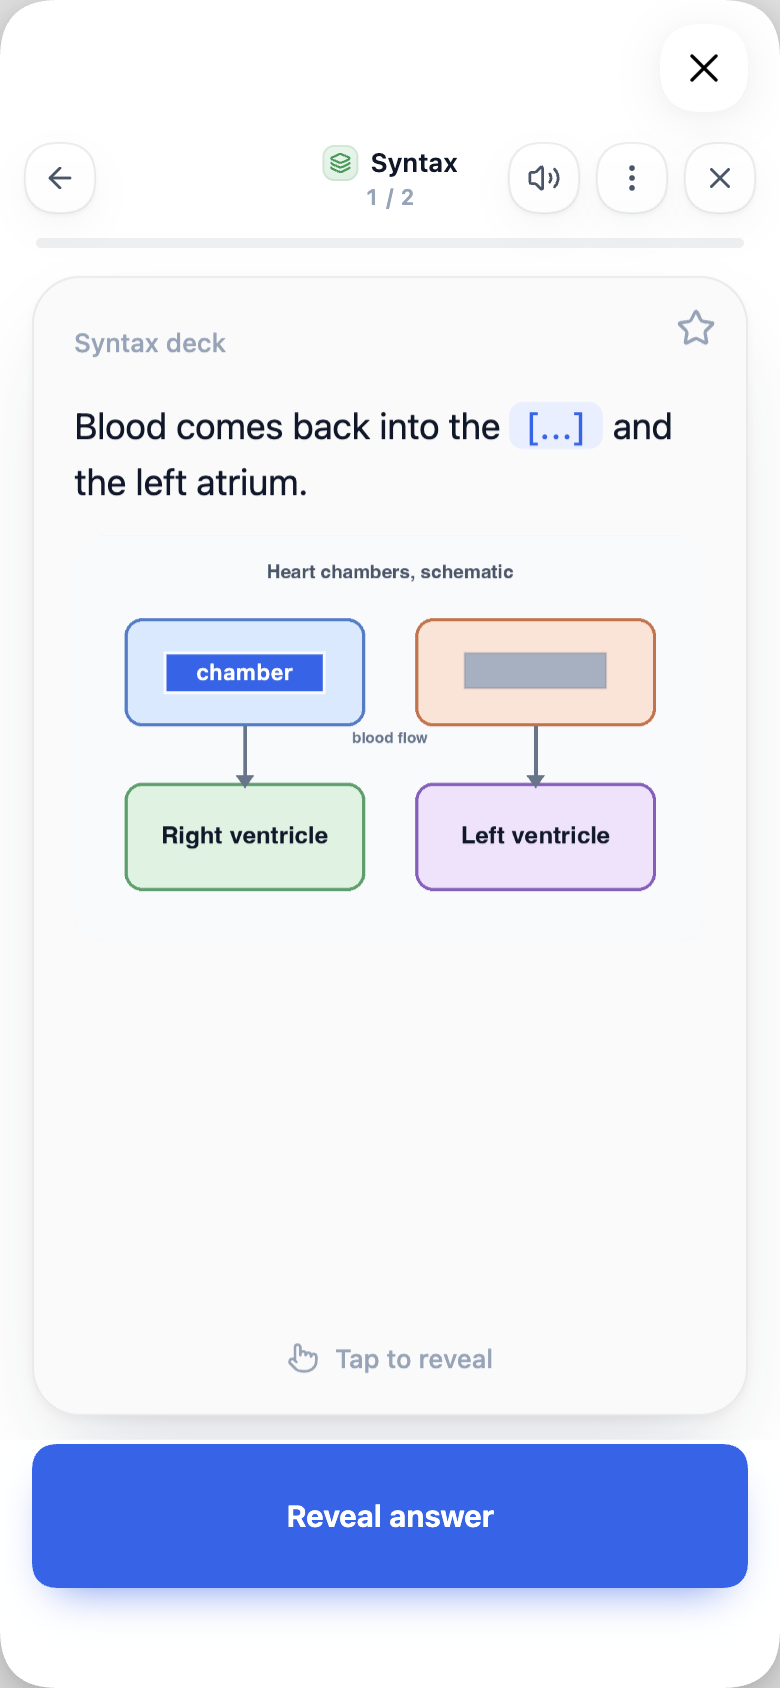 Syntax
1 / 2
Syntax deck
Blood comes back into the [...] and
the left atrium.
Heart chambers, schematic
chamber
blood flow
Right ventricle
Left ventricle
Tap to reveal
Reveal answer